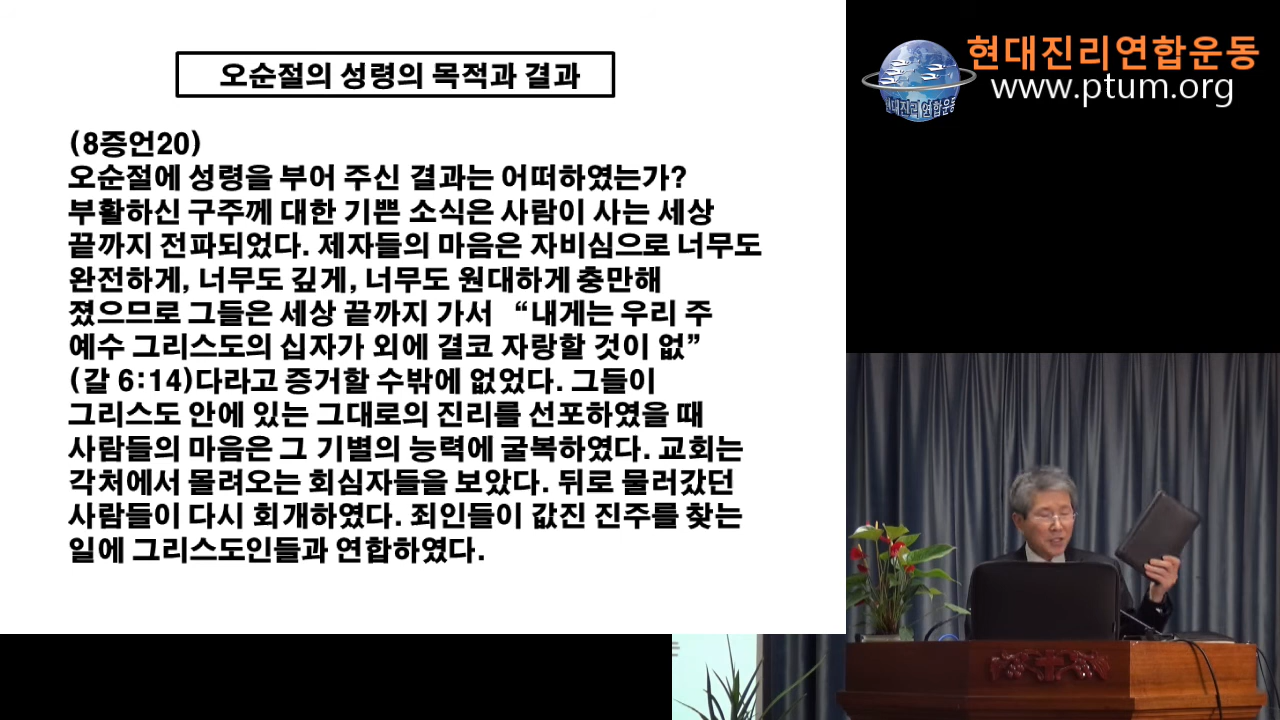 오순절의 성령의 목적과 결과
(8증언20)
오순절에 성령을 부어 주신 결과는 어떠하였는가?
부활하신 구주께 대한 기쁜 소식은 사람이 사는 세상
끝까지 전파되었다. 제자들의 마음은 자비심으로 너무도
완전하게, 너무도 깊게, 너무도 원대하게 충만해
졌으므로 그들은 세상 끝까지 가서 “내게는 우리 주
예수 그리스도의 십자가 외에 결코 자랑할 것이 없”
(갈 6:14)다라고 증거할 수밖에 없었다. 그들이
그리스도 안에 있는 그대로의 진리를 선포하였을 때
사람들의 마음은 그 기별의 능력에 굴복하였다. 교회는
각처에서 몰려오는 회심자들을 보았다. 뒤로 물러갔던
사람들이 다시 회개하였다. 죄인들이 값진 진주를 찾는
일에 그리스도인들과 연합하였다.
현대진리연합운동
www.ptum.org
현대진리 연합운동